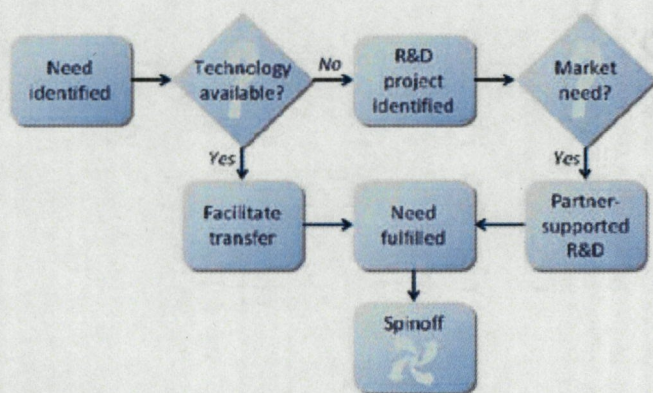 Need
identified
Technology
available?
No
R&D
project
identified
Market
need?
Yes
Yes
Facilitate
transfer
Need
fulfilled
Partner-
supported
R&D
Spinoff